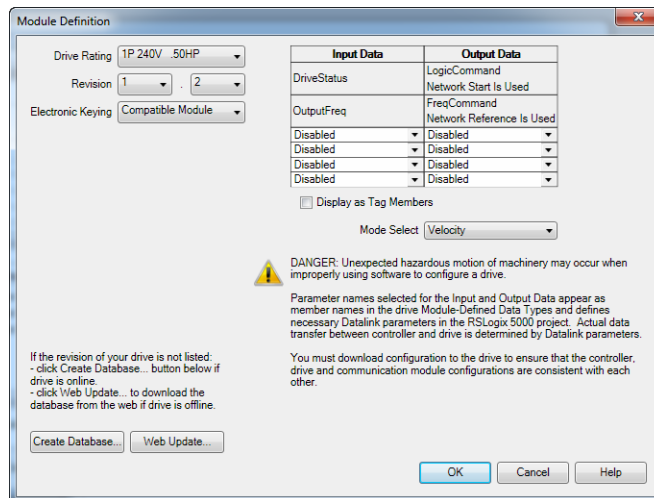 Module Definition
Drive Rating 1P 240V .50HP
Revision 1 . 2
Electronic Keying Compatible Module
Input Data Output Data
DriveStatus LogicCommand
Network Start Is Used
OutputFreq FreqCommand
Network Reference Is Used
Disabled Disabled
Disabled Disabled
Disabled Disabled
Disabled Disabled
Display as Tag Members
Mode Select Velocity
DANGER: Unexpected hazardous motion of machinery may occur when
improperly using software to configure a drive.
Parameter names selected for the Input and Output Data appear as
member names in the drive Module-Defined Data Types and defines
necessary Datalink parameters in the RSLogix 5000 project. Actual data
transfer between controller and drive is determined by Datalink parameters.
You must download configuration to the drive to ensure that the controller,
drive and communication module configurations are consistent with each
other.
If the revision of your drive is not listed:
- click Create Database... button below if
drive is online.
- click Web Update... to download the
database from the web if drive is offline.
Create Database... Web Update...
OK Cancel Help